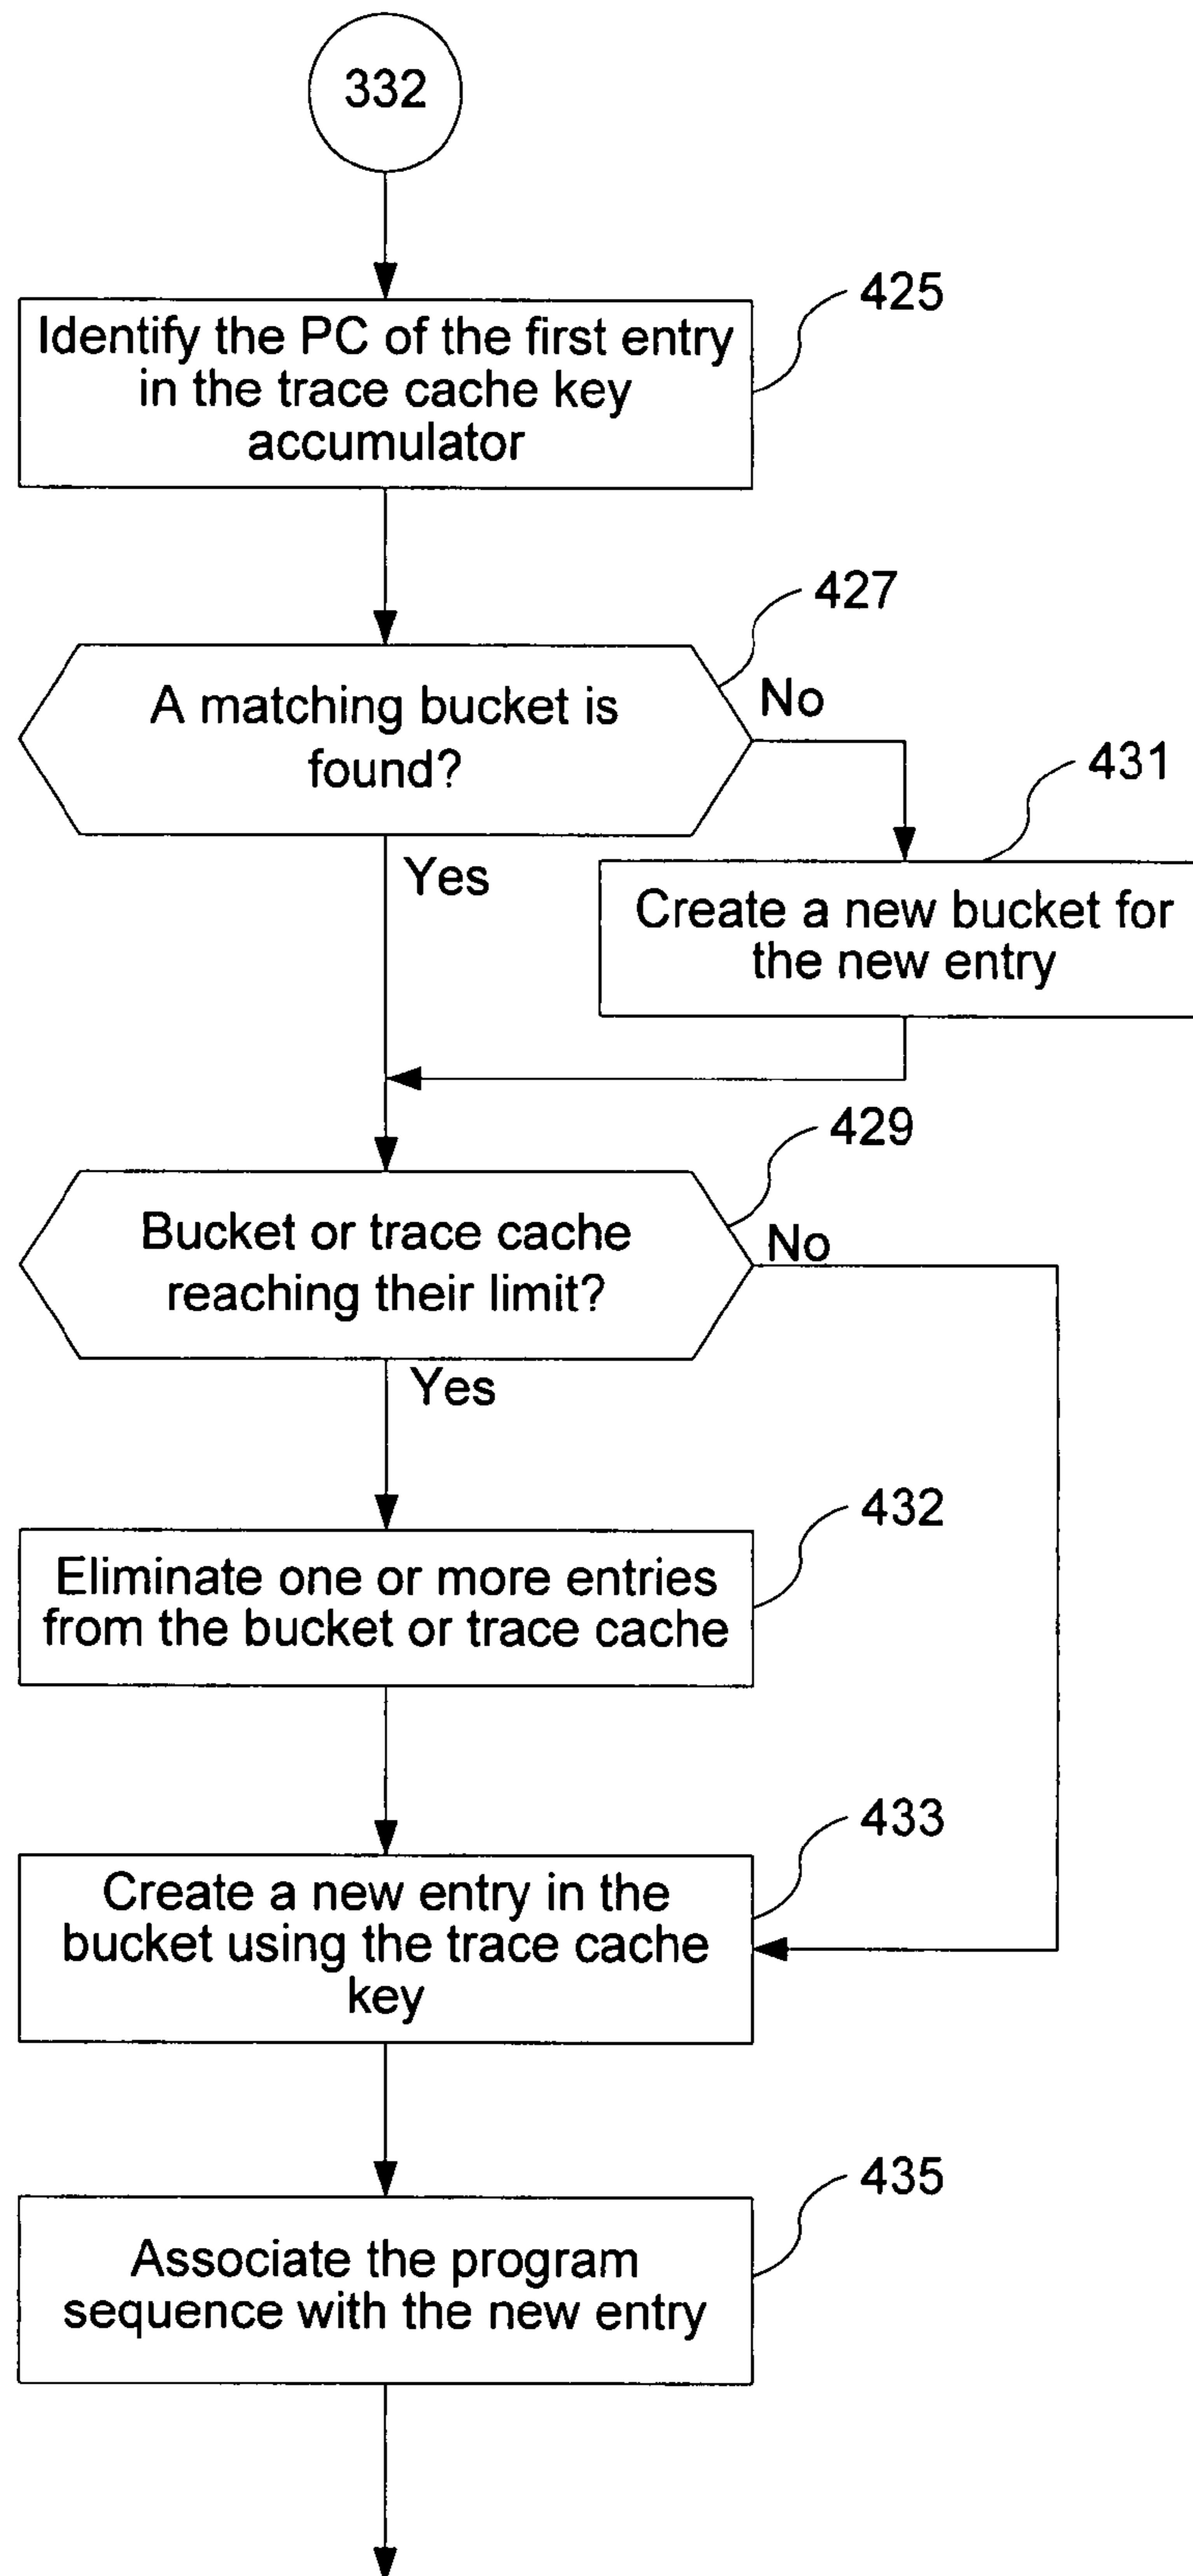 332
425
Identify the PC of the first entry
in the trace cache key
accumulator
427
A matching bucket is
found?
No
431
Yes
Create a new bucket for
the new entry
429
Bucket or trace cache
reaching their limit?
No
Yes
432
Eliminate one or more entries
from the bucket or trace cache
433
Create a new entry in the
bucket using the trace cache
key
435
Associate the program
sequence with the new entry